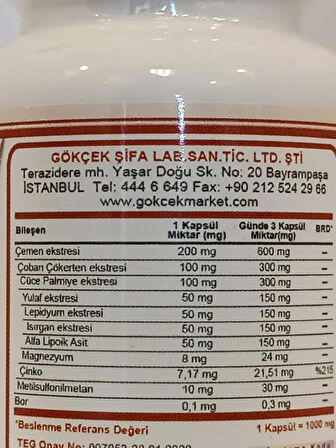 GÖKÇEK ŞİFA LAB.SAN.TİC. LTD. ŞTİ
Terazidere mh. Yaşar Doğu Sk. No: 20 Bayrampaşa
İSTANBUL Tel: 444 6 649 Fax: +90 212 524 29 66
www.gokcekmarket.com
Bileşen 1 Kapsül Miktar (mg) Günde 3 Kapsül Miktar(mg) BRD*
Çemen ekstresi 200 mg 600 mg –
Çoban Çökerten ekstresi 100 mg 300 mg –
Cüce Palmiye ekstresi 100 mg 300 mg –
Yulaf ekstresi 50 mg 150 mg –
Lepidyum ekstresi 50 mg 150 mg –
Isırgan ekstresi 50 mg 150 mg –
Alfa Lipoik Asit 50 mg 150 mg –
Magnezyum 8 mg 24 mg –
Çinko 7,17 mg 21,51 mg %215
Metilsulfonilmetan 10 mg 30 mg –
Bor 0,1 mg 0,3 mg –
*Beslenme Referans Değeri 1 Kapsül = 1000 mg